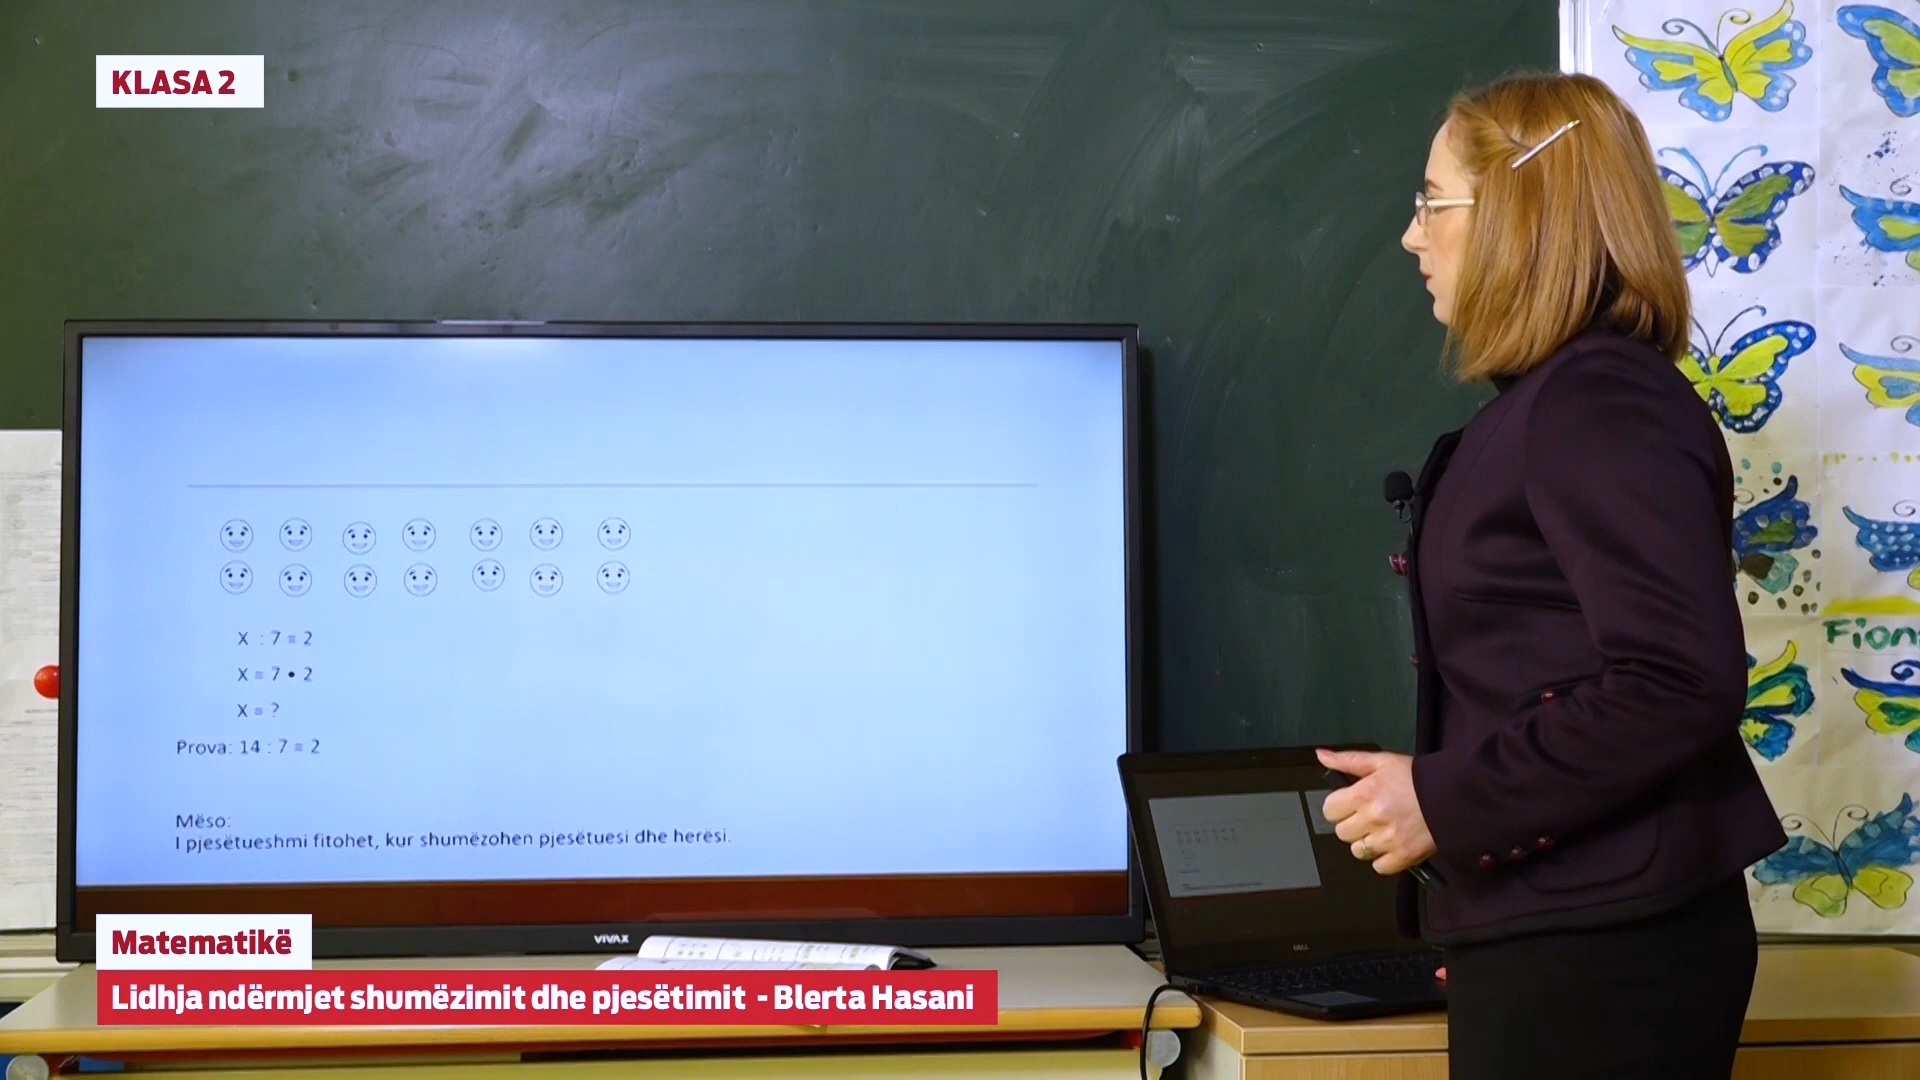 KLASA 2
X : 7 = 2
X = 7 • 2
X = ?
Prova: 14 : 7 = 2
Mëso:
I pjesëtueshmi fitohet, kur shumëzohen pjesëtuesi dhe herësi.
VIVAX
DELL
Fion
Matematikë
Lidhja ndërmjet shumëzimit dhe pjesëtimit - Blerta Hasani